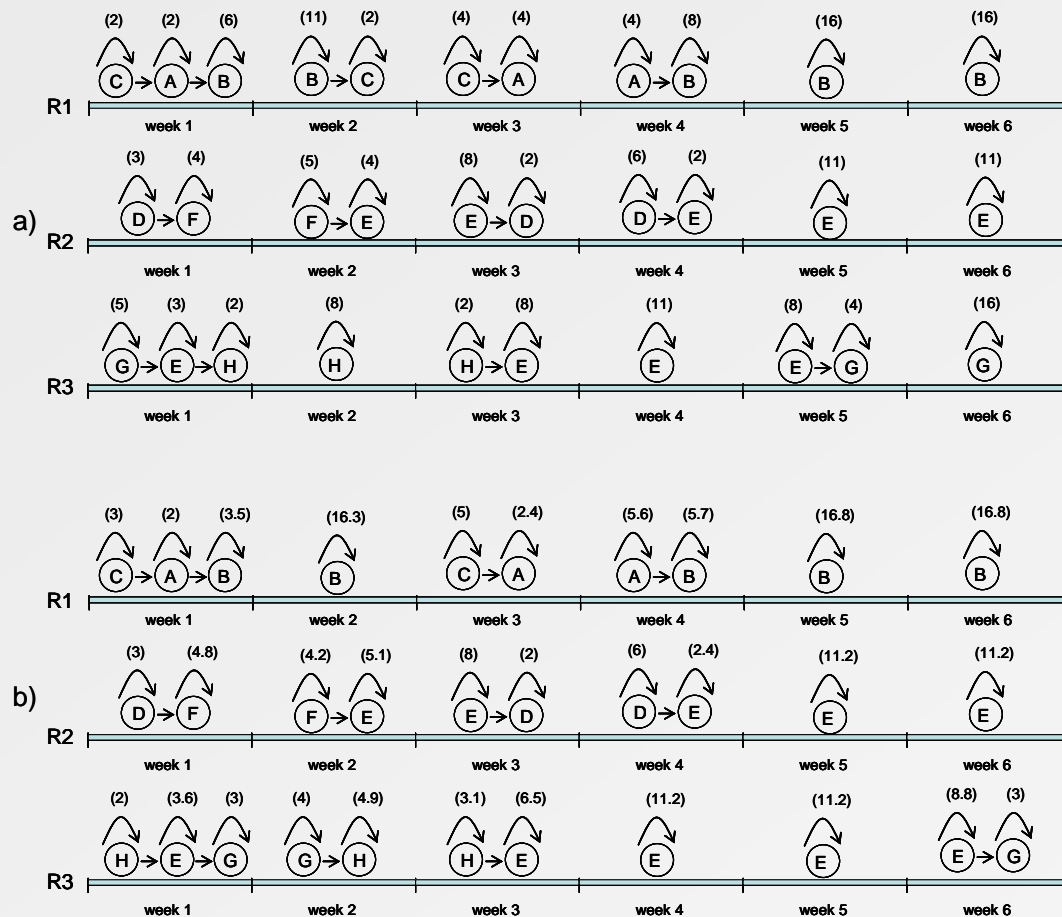 (2) (2) (6) (11) (2) (4) (4) (4) (8) (16) (16)
C A B B C C A A B B B
R1
week 1 week 2 week 3 week 4 week 5 week 6
(3) (4) (5) (4) (8) (2) (6) (2) (11) (11)
D F F E E D D E E E
a)
R2
week 1 week 2 week 3 week 4 week 5 week 6
(5) (3) (2) (8) (2) (8) (11) (8) (4) (16)
G E H H H E E E G G
R3
week 1 week 2 week 3 week 4 week 5 week 6
(3) (2) (3.5) (16.3) (5) (2.4) (5.6) (5.7) (16.8) (16.8)
C A B B C A A B B B
R1
week 1 week 2 week 3 week 4 week 5 week 6
(3) (4.8) (4.2) (5.1) (8) (2) (6) (2.4) (11.2) (11.2)
D F F E E D D E E E
b)
R2
week 1 week 2 week 3 week 4 week 5 week 6
(2) (3.6) (3) (4) (4.9) (3.1) (6.5) (11.2) (11.2) (8.8) (3)
H E G G H H E E E E G
R3
week 1 week 2 week 3 week 4 week 5 week 6